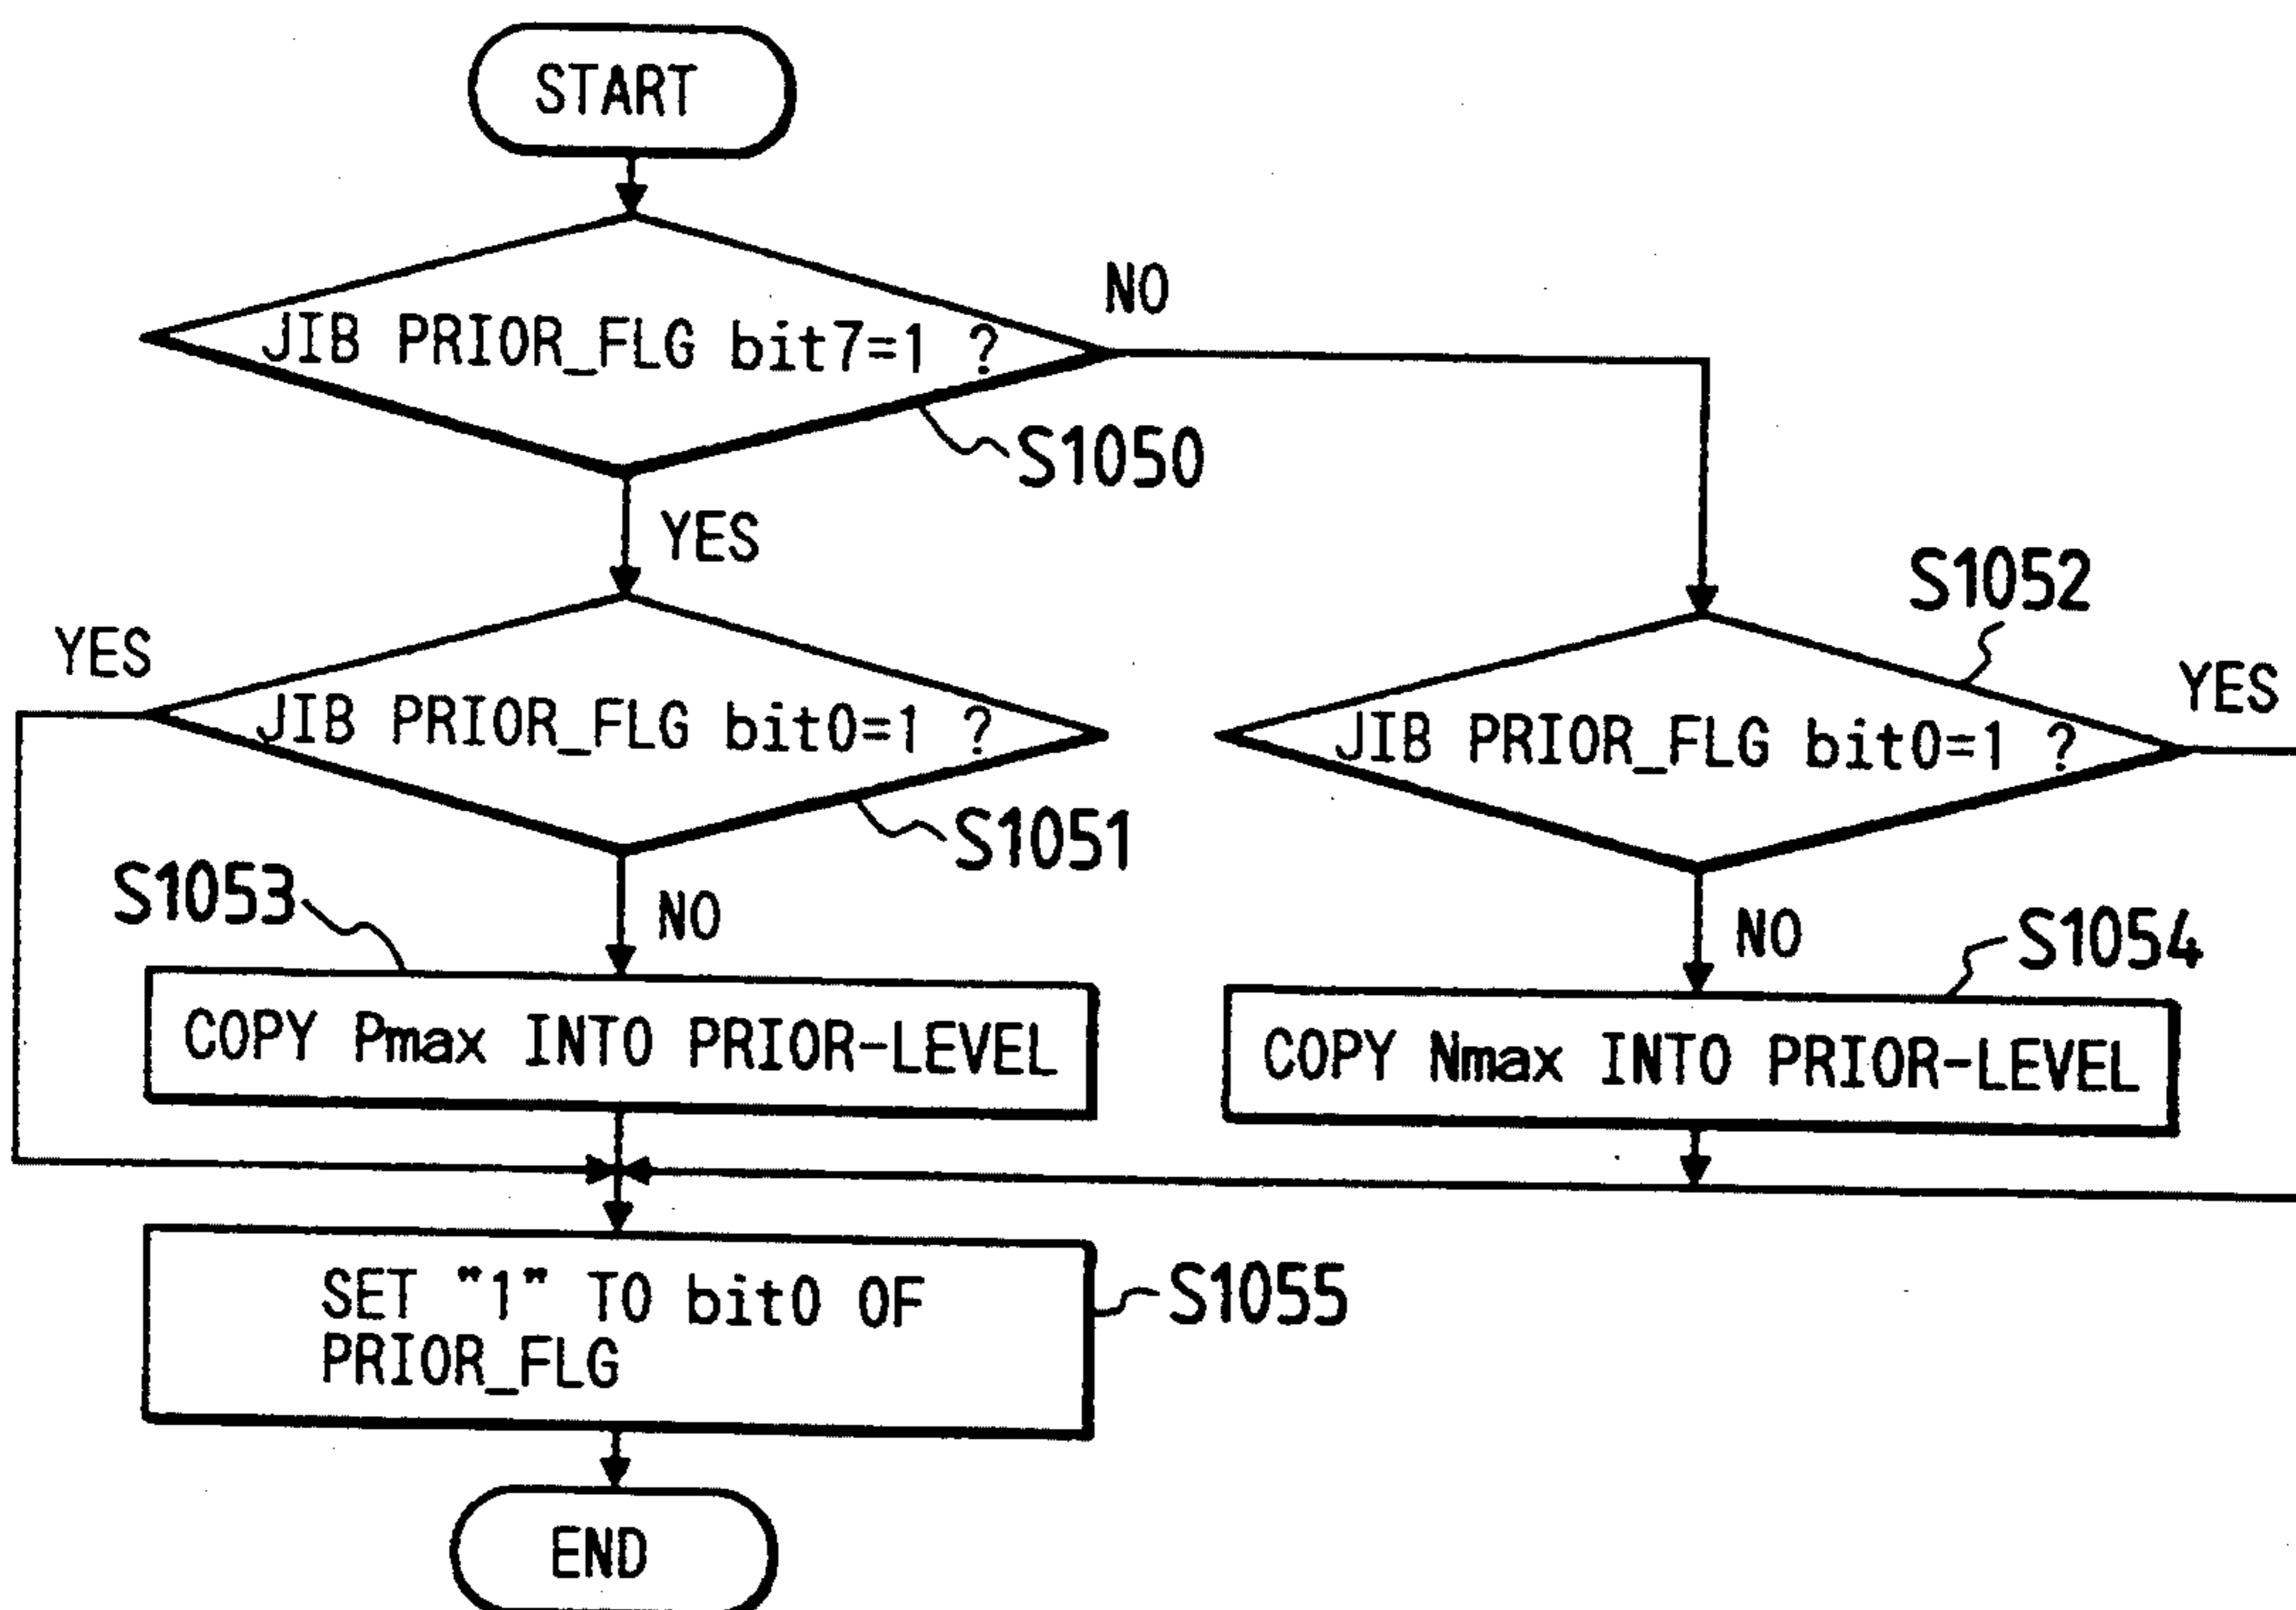 START
JIB PRIOR_FLG bit7=1 ?
NO
S1050
YES
S1052
YES
JIB PRIOR_FLG bit0=1 ?
S1051
JIB PRIOR_FLG bit0=1 ?
YES
S1053
NO
NO
S1054
COPY Pmax INTO PRIOR-LEVEL
COPY Nmax INTO PRIOR-LEVEL
SET "1" TO bit0 OF
PRIOR_FLG
S1055
END